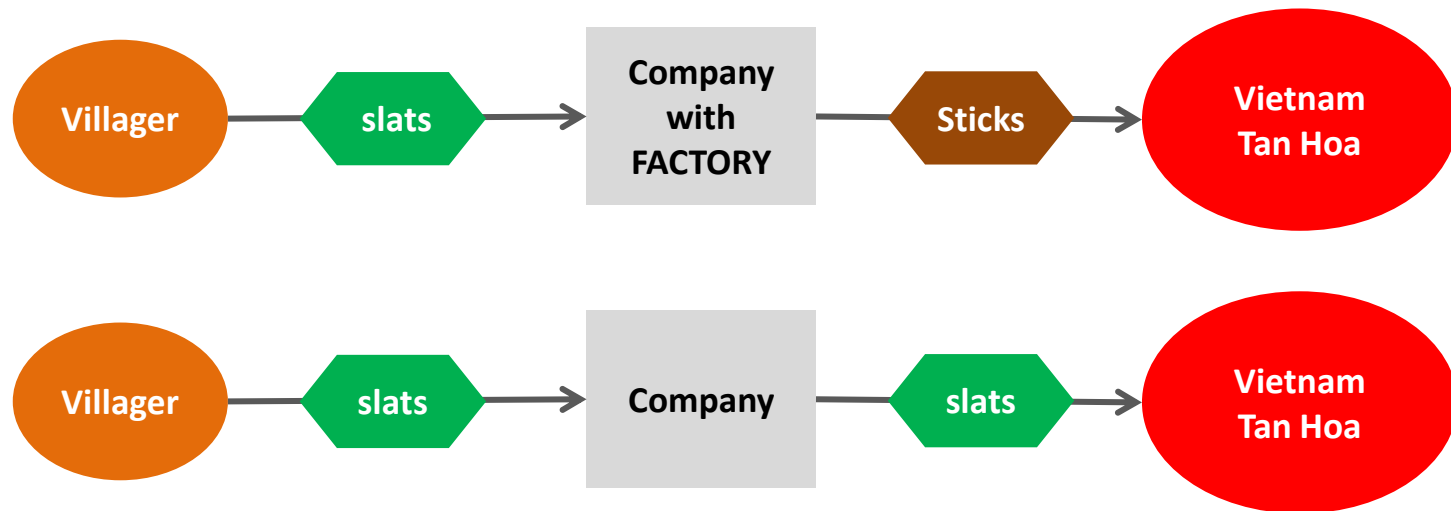 Villager
slats
Company
with
FACTORY
Sticks
Vietnam
Tan Hoa
Villager
slats
Company
slats
Vietnam
Tan Hoa